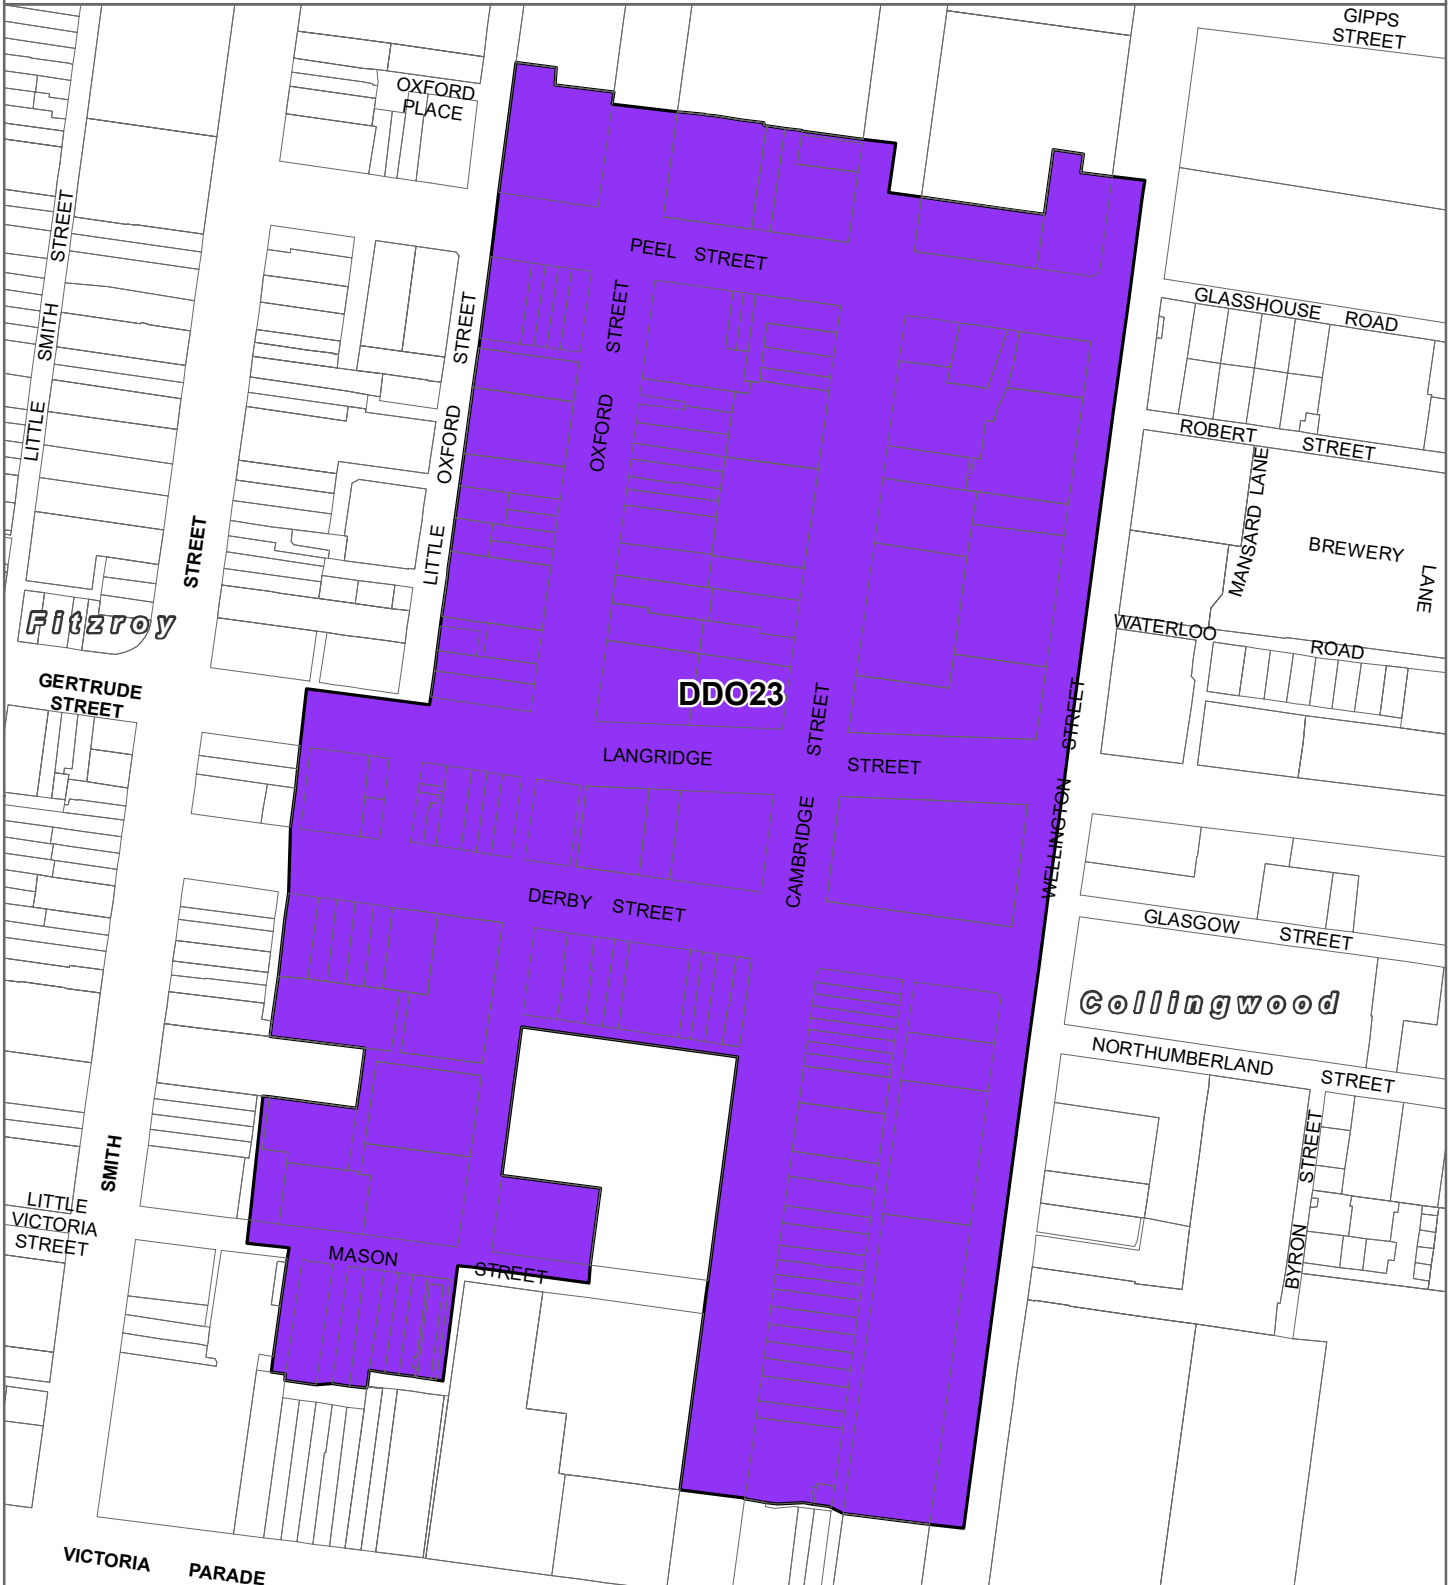 GIPPS
STREET
OXFORD
PLACE
LITTLE SMITH STREET
PEEL STREET
GLASSHOUSE ROAD
LITTLE OXFORD STREET
OXFORD STREET
ROBERT STREET
MANSARD LANE
BREWERY LANE
STREET
Fitzroy
WATERLOO ROAD
GERTRUDE
STREET
DDO23
LANGRIDGE STREET
CAMBRIDGE STREET
WELLINGTON STREET
DERBY STREET
GLASGOW STREET
Collingwood
NORTHUMBERLAND STREET
SMITH
BYRON STREET
LITTLE
VICTORIA
STREET
MASON STREET
VICTORIA PARADE